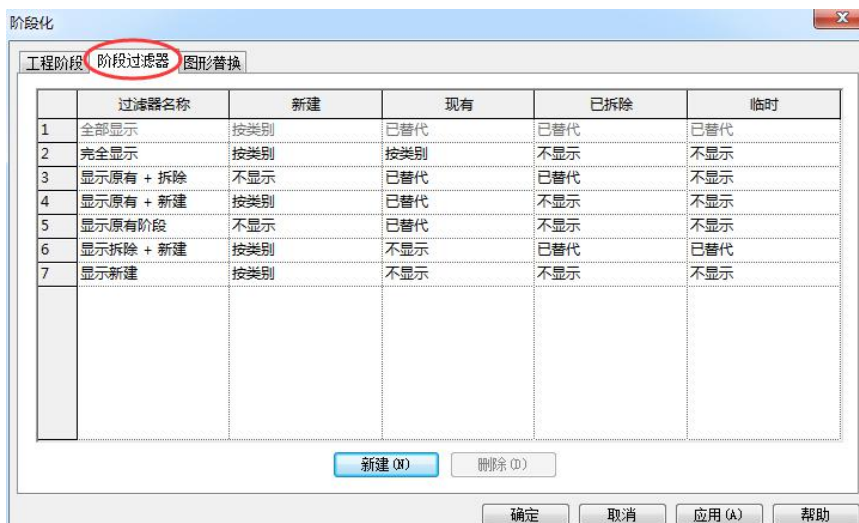 阶段化
工程阶段 阶段过滤器 图形替换
过滤器名称 新建 现有 已拆除 临时
1 全部显示 按类别 已替代 已替代 已替代
2 完全显示 按类别 按类别 不显示 不显示
3 显示原有 + 拆除 不显示 已替代 已替代 不显示
4 显示原有 + 新建 按类别 已替代 不显示 不显示
5 显示原有阶段 不显示 已替代 不显示 不显示
6 显示拆除 + 新建 按类别 不显示 已替代 已替代
7 显示新建 按类别 不显示 不显示 不显示
新建(N) 删除(D)
确定 取消 应用(A) 帮助